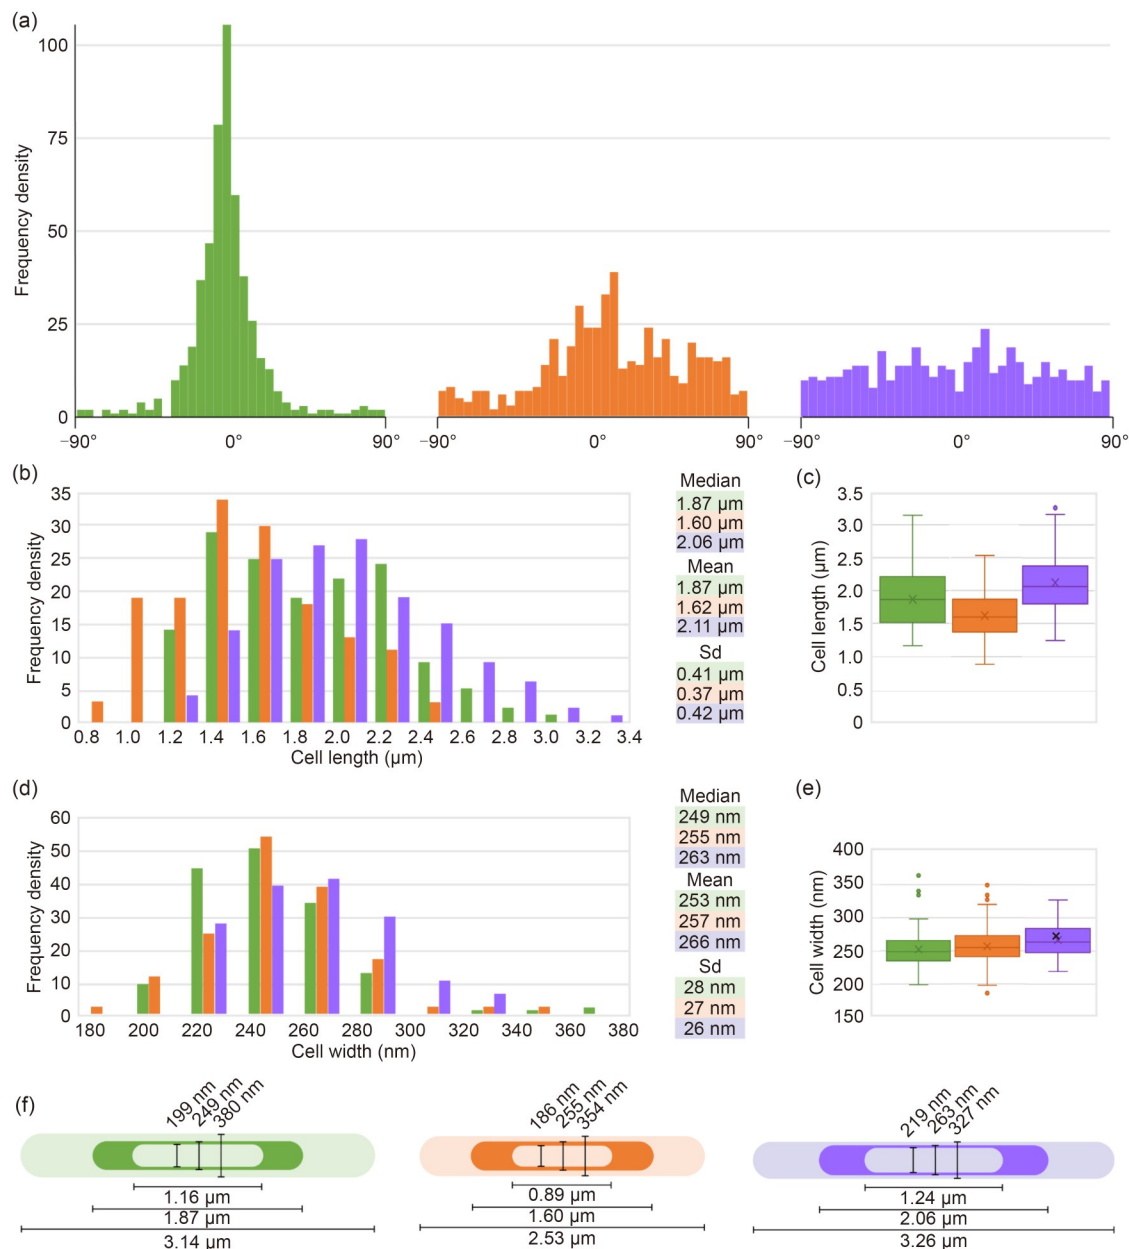 (a)
Frequency density
100
75
50
25
0
−90° 0° 90° −90° 0° 90° −90° 0° 90°
(b)
Frequency density
35
30
25
20
15
10
5
0
0.8 1.0 1.2 1.4 1.6 1.8 2.0 2.2 2.4 2.6 2.8 3.0 3.2 3.4
Cell length (μm)
Median
1.87 μm
1.60 μm
2.06 μm
Mean
1.87 μm
1.62 μm
2.11 μm
Sd
0.41 μm
0.37 μm
0.42 μm
(c)
Cell length (μm)
3.5
3.0
2.5
2.0
1.5
1.0
0.5
0
(d)
Frequency density
60
50
40
30
20
10
0
180 200 220 240 260 280 300 320 340 360 380
Cell width (nm)
Median
249 nm
255 nm
263 nm
Mean
253 nm
257 nm
266 nm
Sd
28 nm
27 nm
26 nm
(e)
Cell width (nm)
400
350
300
250
200
150
(f)
199 nm
249 nm
380 nm
1.16 μm
1.87 μm
3.14 μm
186 nm
255 nm
354 nm
0.89 μm
1.60 μm
2.53 μm
219 nm
263 nm
327 nm
1.24 μm
2.06 μm
3.26 μm